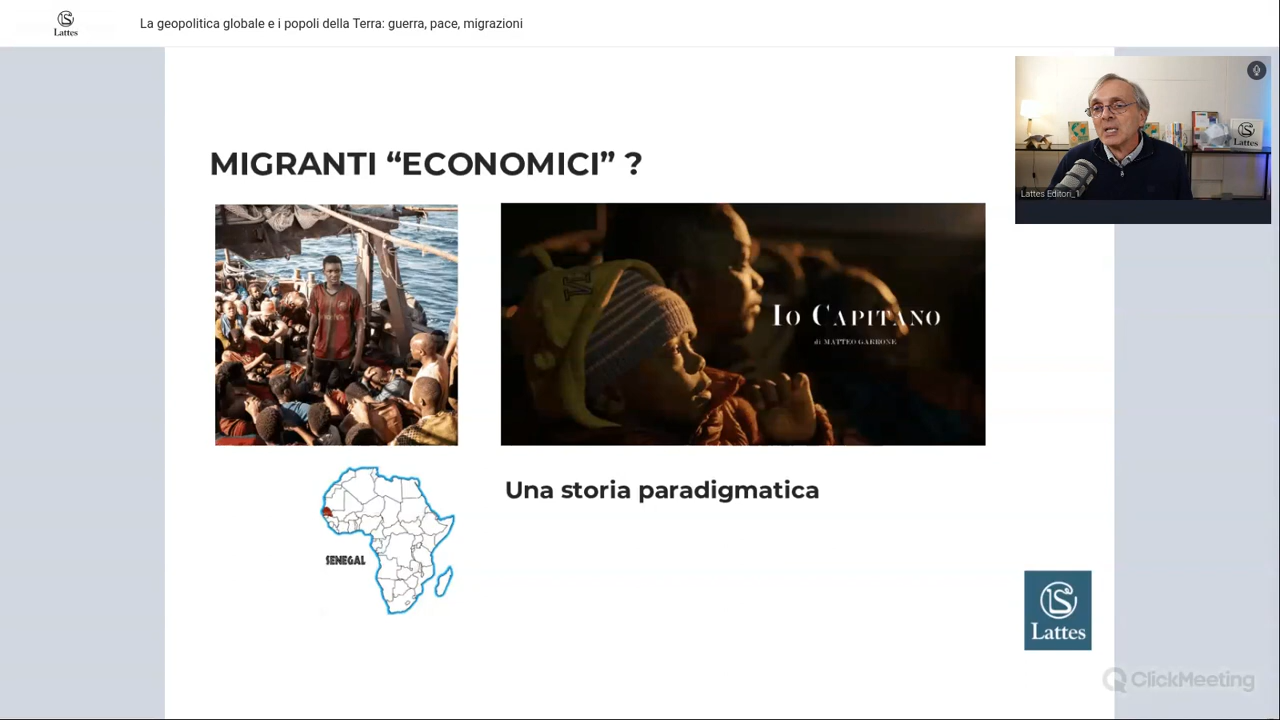 Lattes
La geopolitica globale e i popoli della Terra: guerra, pace, migrazioni
MIGRANTI “ECONOMICI” ?
Lattes
Lattes Editori_1
IO CAPITANO
di MATTEO GARRONE
Una storia paradigmatica
SENEGAL
Lattes
ClickMeeting